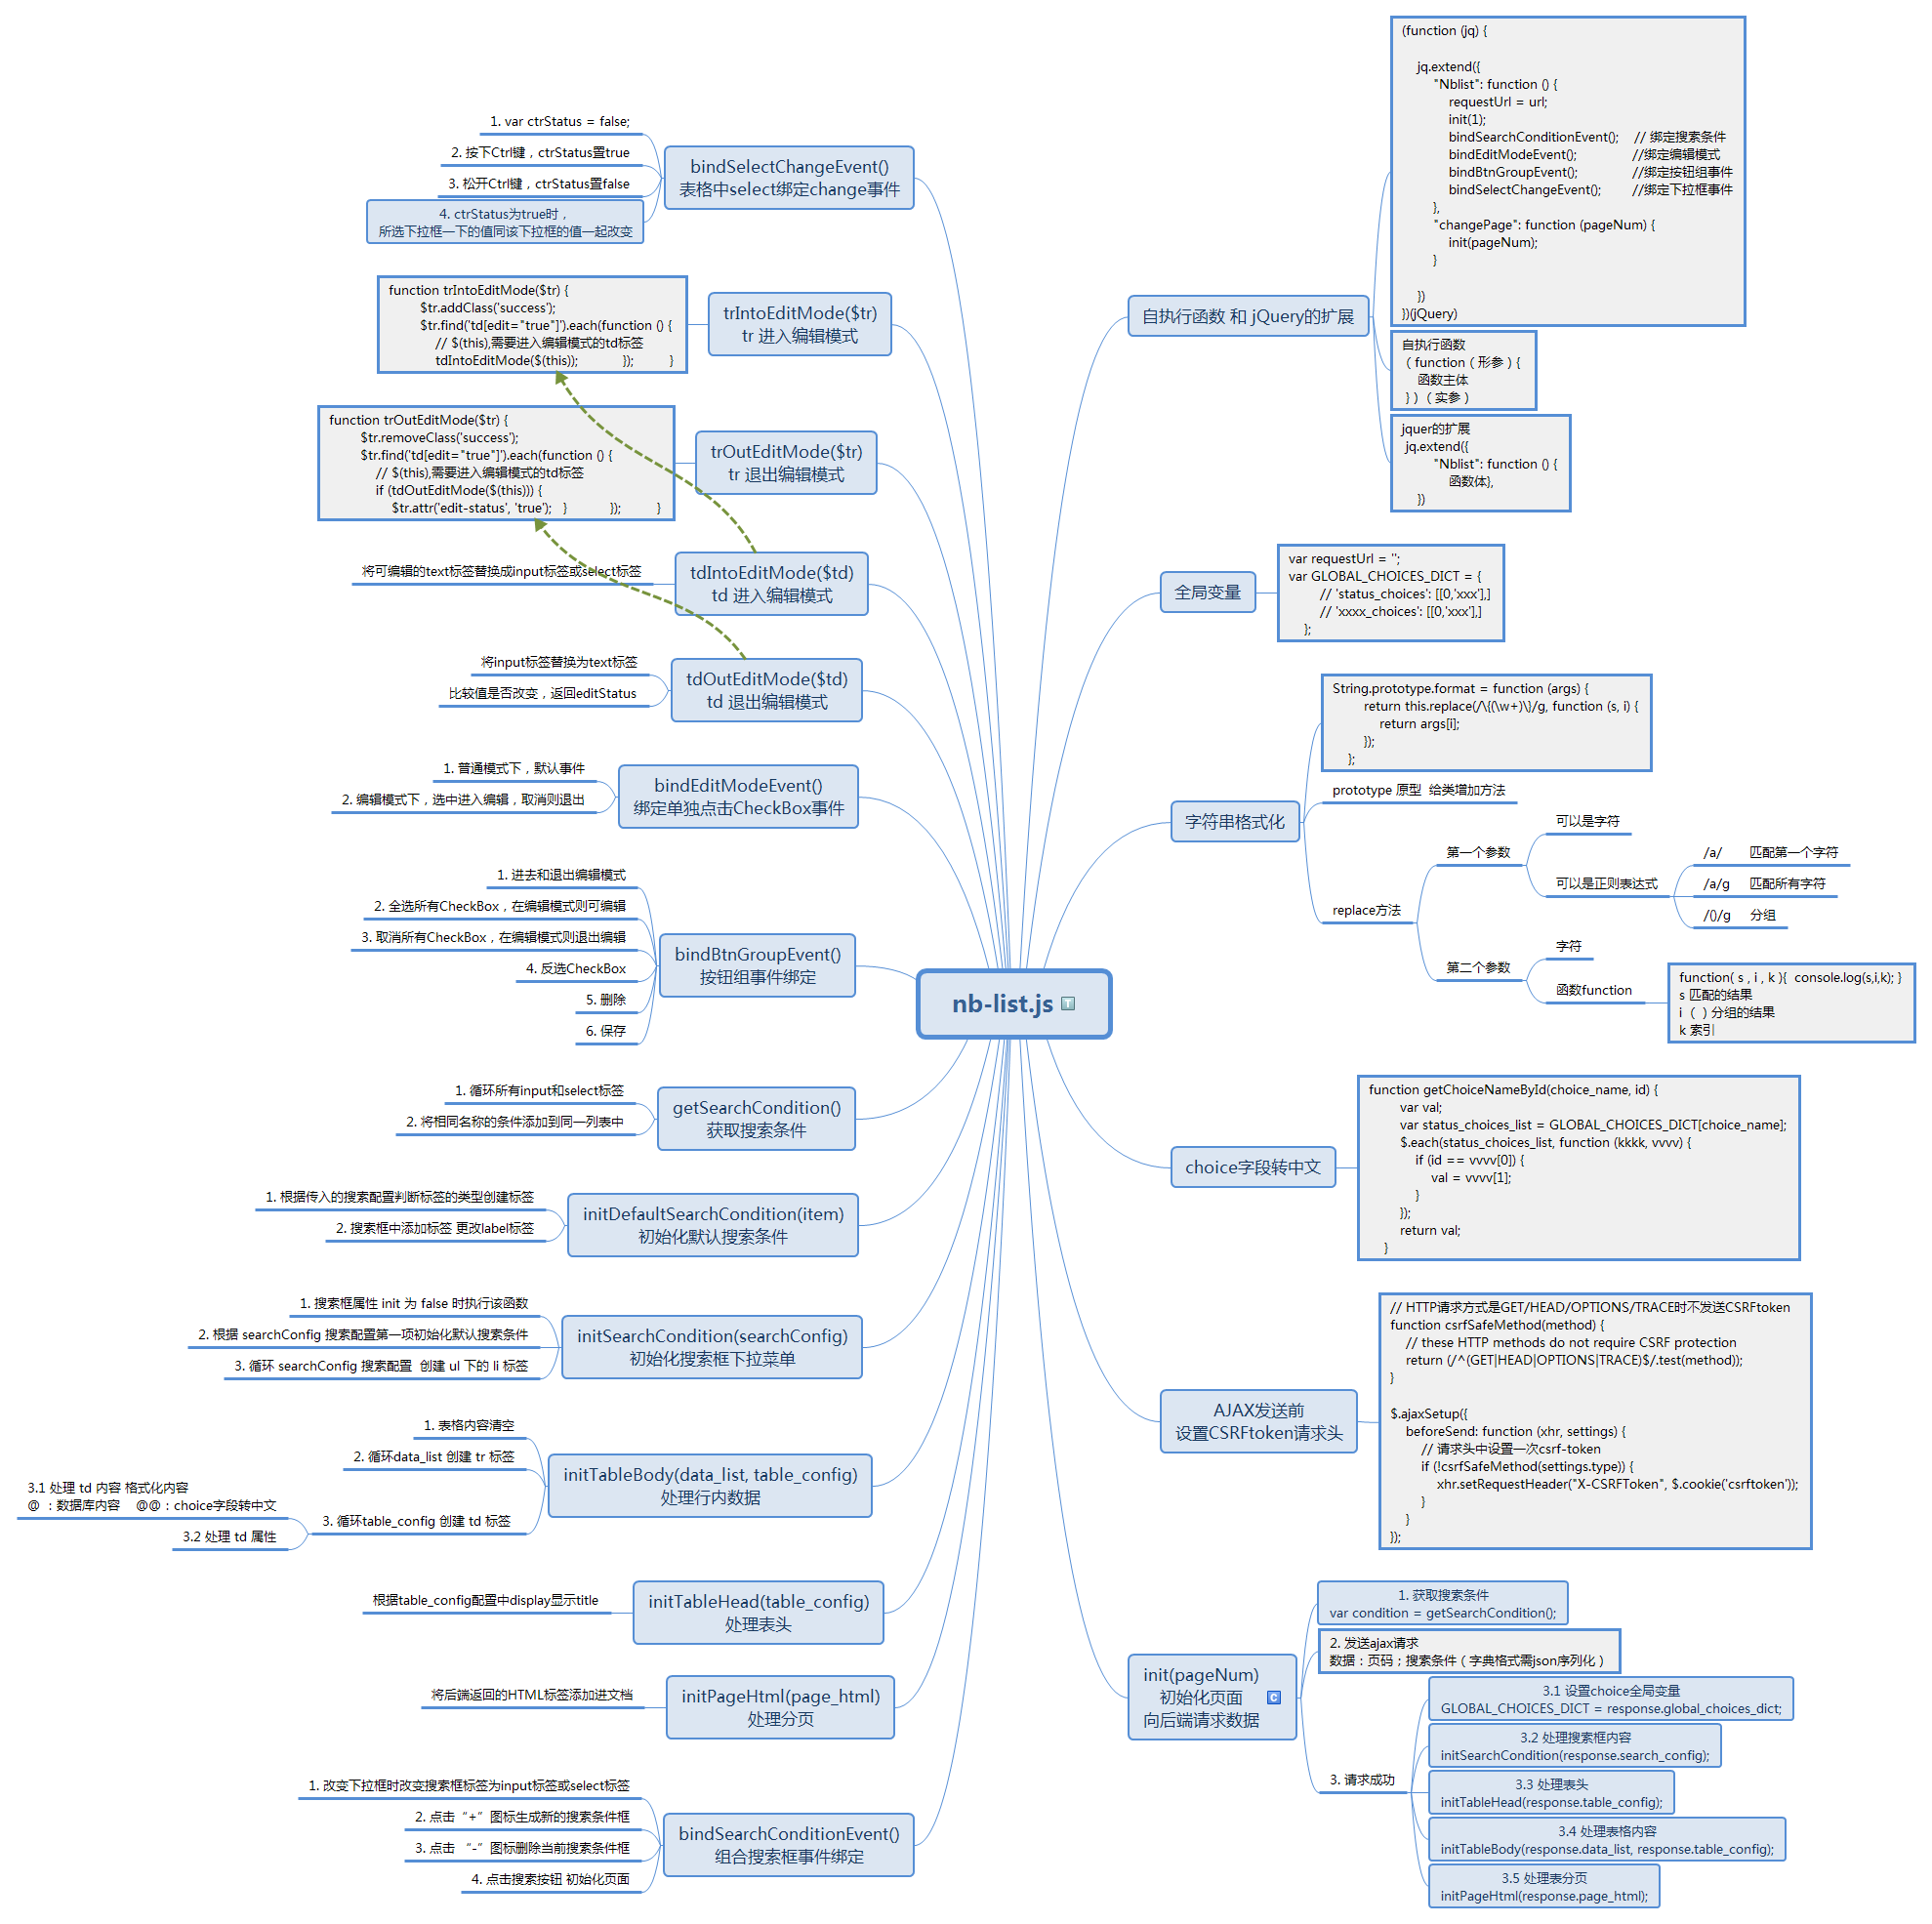 nb-list.js
自执行函数 和 jQuery的扩展
(function (jq) {
jq.extend({
"Nblist": function () {
requestUrl = url;
init(1);
bindSearchConditionEvent(); // 绑定搜索条件
bindEditModeEvent(); //绑定编辑模式
bindBtnGroupEvent(); //绑定按钮组事件
bindSelectChangeEvent(); //绑定下拉框事件
},
"changePage": function (pageNum) {
init(pageNum);
}
})
})(jQuery)
自执行函数
( function ( 形参 ) {
函数主体
} ) ( 实参 )
jquer的扩展
jq.extend({
"Nblist": function () {
函数体},
})
全局变量
var requestUrl = '';
var GLOBAL_CHOICES_DICT = {
// 'status_choices': [[0,'xxx'],]
// 'xxxx_choices': [[0,'xxx'],]
};
字符串格式化
String.prototype.format = function (args) {
return this.replace(/\{(\w+)\}/g, function (s, i) {
return args[i];
});
};
prototype 原型 给类增加方法
replace方法
第一个参数
可以是字符
可以是正则表达式
/a/ 匹配第一个字符
/a/g 匹配所有字符
/()/g 分组
第二个参数
字符
函数function
function( s , i , k ){ console.log(s,i,k); }
s 匹配的结果
i ( ) 分组的结果
k 索引
choice字段转中文
function getChoiceNameById(choice_name, id) {
var val;
var status_choices_list = GLOBAL_CHOICES_DICT[choice_name];
$.each(status_choices_list, function (kkkk, vvvv) {
if (id == vvvv[0]) {
val = vvvv[1];
}
});
return val;
}
AJAX发送前
设置CSRFtoken请求头
// HTTP请求方式是GET/HEAD/OPTIONS/TRACE时不发送CSRFtoken
function csrfSafeMethod(method) {
// these HTTP methods do not require CSRF protection
return (/^(GET|HEAD|OPTIONS|TRACE)$/.test(method));
}
$.ajaxSetup({
beforeSend: function (xhr, settings) {
// 请求头中设置一次csrf-token
if (!csrfSafeMethod(settings.type)) {
xhr.setRequestHeader("X-CSRFToken", $.cookie('csrftoken'));
}
}
});
init(pageNum)
初始化页面
向后端请求数据
1. 获取搜索条件
var condition = getSearchCondition();
2. 发送ajax请求
数据：页码；搜索条件（字典格式需json序列化）
3. 请求成功
3.1 设置choice全局变量
GLOBAL_CHOICES_DICT = response.global_choices_dict;
3.2 处理搜索框内容
initSearchCondition(response.search_config);
3.3 处理表头
initTableHead(response.table_config);
3.4 处理表格内容
initTableBody(response.data_list, response.table_config);
3.5 处理表分页
initPageHtml(response.page_html);
bindSelectChangeEvent()
表格中select绑定change事件
1. var ctrStatus = false;
2. 按下Ctrl键，ctrStatus置true
3. 松开Ctrl键，ctrStatus置false
4. ctrStatus为true时，
所选下拉框一下的值同该下拉框的值一起改变
trIntoEditMode($tr)
tr 进入编辑模式
function trIntoEditMode($tr) {
$tr.addClass('success');
$tr.find('td[edit="true"]').each(function () {
// $(this),需要进入编辑模式的td标签
tdIntoEditMode($(this)); }); }
trOutEditMode($tr)
tr 退出编辑模式
function trOutEditMode($tr) {
$tr.removeClass('success');
$tr.find('td[edit="true"]').each(function () {
// $(this),需要进入编辑模式的td标签
if (tdOutEditMode($(this))) {
$tr.attr('edit-status', 'true'); } }); }
tdIntoEditMode($td)
td 进入编辑模式
将可编辑的text标签替换成input标签或select标签
tdOutEditMode($td)
td 退出编辑模式
将input标签替换为text标签
比较值是否改变，返回editStatus
bindEditModeEvent()
绑定单独点击CheckBox事件
1. 普通模式下，默认事件
2. 编辑模式下，选中进入编辑，取消则退出
bindBtnGroupEvent()
按钮组事件绑定
1. 进去和退出编辑模式
2. 全选所有CheckBox，在编辑模式则可编辑
3. 取消所有CheckBox，在编辑模式则退出编辑
4. 反选CheckBox
5. 删除
6. 保存
getSearchCondition()
获取搜索条件
1. 循环所有input和select标签
2. 将相同名称的条件添加到同一列表中
initDefaultSearchCondition(item)
初始化默认搜索条件
1. 根据传入的搜索配置判断标签的类型创建标签
2. 搜索框中添加标签 更改label标签
initSearchCondition(searchConfig)
初始化搜索框下拉菜单
1. 搜索框属性 init 为 false 时执行该函数
2. 根据 searchConfig 搜索配置第一项初始化默认搜索条件
3. 循环 searchConfig 搜索配置 创建 ul 下的 li 标签
initTableBody(data_list, table_config)
处理行内数据
1. 表格内容清空
2. 循环data_list 创建 tr 标签
3. 循环table_config 创建 td 标签
3.1 处理 td 内容 格式化内容
@ ：数据库内容 @@：choice字段转中文
3.2 处理 td 属性
initTableHead(table_config)
处理表头
根据table_config配置中display显示title
initPageHtml(page_html)
处理分页
将后端返回的HTML标签添加进文档
bindSearchConditionEvent()
组合搜索框事件绑定
1. 改变下拉框时改变搜索框标签为input标签或select标签
2. 点击“+”图标生成新的搜索条件框
3. 点击 “-”图标删除当前搜索条件框
4. 点击搜索按钮 初始化页面